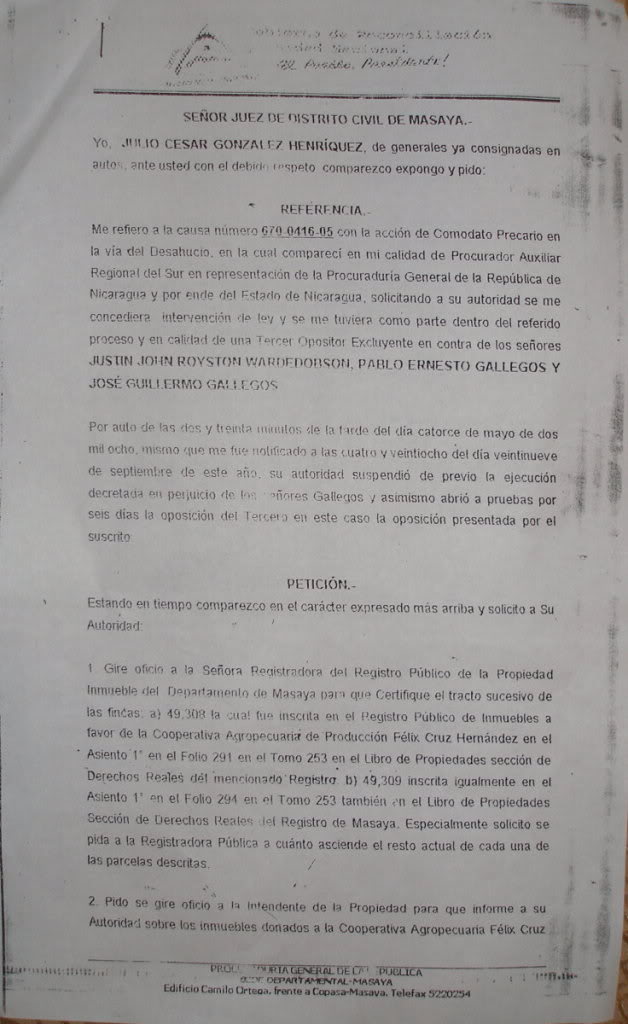 de Reconciliación
Nacional
El Pueblo, Presidente!
SEÑOR JUEZ DE DISTRITO CIVIL DE MASAYA.-
Yo, JULIO CESAR GONZALEZ HENRÍQUEZ, de generales ya consignadas en
autos, ante usted con el debido respeto comparezco expongo y pido:
REFERENCIA.-
Me refiero a la causa número 670-0416-05 con la acción de Comodato Precario en
la vía del Desahucio, en la cual comparecí en mi calidad de Procurador Auxiliar
Regional del Sur en representación de la Procuraduría General de la República de
Nicaragua y por ende del Estado de Nicaragua, solicitando a su autoridad se me
concediera intervención de ley y se me tuviera como parte dentro del referido
proceso y en calidad de una Tercer Opositor Excluyente en contra de los señores
JUSTIN JOHN ROYSTON WARDEDOBSON, PABLO ERNESTO GALLEGOS Y
JOSÉ GUILLERMO GALLEGOS
Por auto de las dos y treinta minutos de la tarde del día catorce de mayo de dos
mil ocho, mismo que me fue notificado a las cuatro y veintiocho del día veintinueve
de septiembre de este año, su autoridad suspendió de previo la ejecución
decretada en perjuicio de los señores Gallegos y asimismo abrió a pruebas por
seis días la oposición del Tercero en este caso la oposición presentada por el
suscrito
PETICIÓN.-
Estando en tiempo comparezco en el carácter expresado más arriba y solicito a Su
Autoridad:
1 Gire oficio a la Señora Registradora del Registro Público de la Propiedad
Inmueble del Departamento de Masaya para que Certifique el tracto sucesivo de
las fincas: a) 49,308 la cual fue inscrita en el Registro Público de Inmuebles a
favor de la Cooperativa Agropecuaria de Producción Félix Cruz Hernández en el
Asiento 1° en el Folio 291 en el Tomo 253 en el Libro de Propiedades sección de
Derechos Reales del mencionado Registro b) 49,309 inscrita igualmente en el
Asiento 1° en el Folio 294 en el Tomo 253 también en el Libro de Propiedades
Sección de Derechos Reales del Registro de Masaya. Especialmente solicito se
pida a la Registradora Pública a cuánto asciende el resto actual de cada una de
las parcelas descritas.
2. Pido se gire oficio a la Intendente de la Propiedad para que informe a su
Autoridad sobre los inmuebles donados a la Cooperativa Agropecuaria Félix Cruz
GENERAL DE LA
DEPARTAMENTAL-MASAYA
Edificio Camilo Ortega, frente a Copasa-Masaya. Telefax 5220254